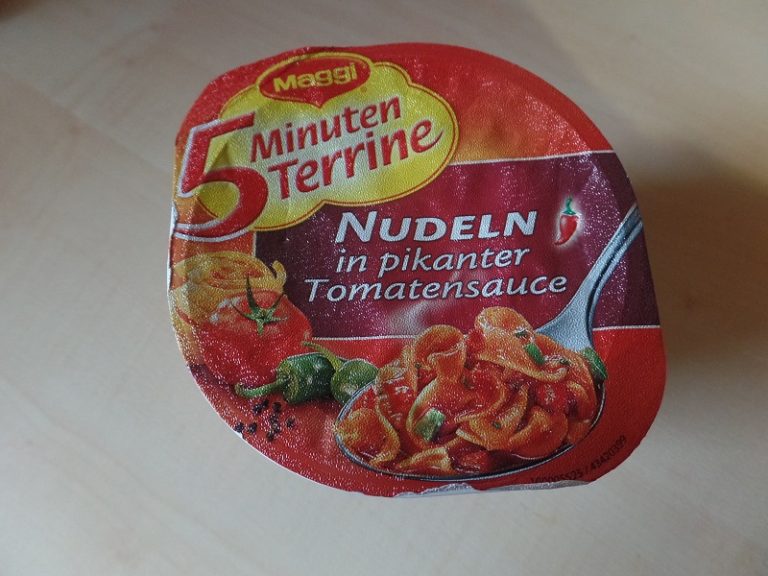 Maggi
5 Minuten
Terrine
NUDELN
in pikanter
Tomatensauce